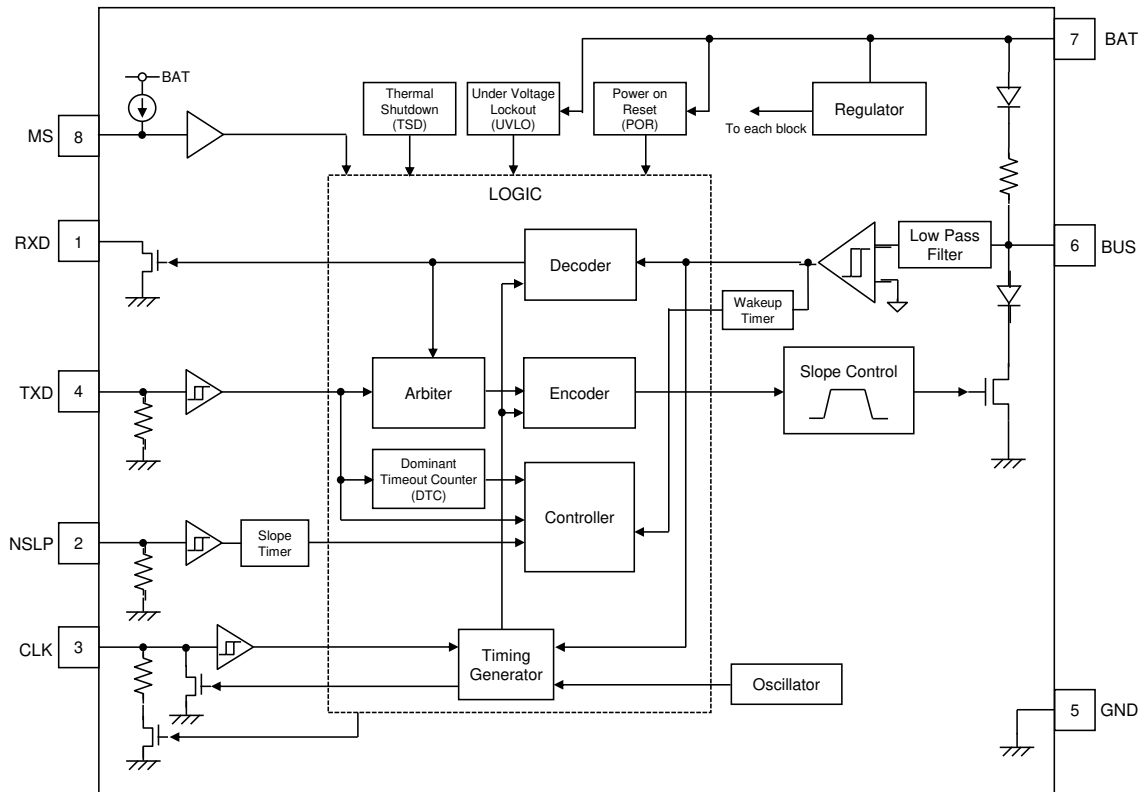 7
BAT
BAT
Thermal
Shutdown
(TSD)
Under Voltage
Lockout
(UVLO)
Power on
Reset
(POR)
Regulator
To each block
MS
8
LOGIC
RXD
1
Decoder
Low Pass
Filter
6
BUS
Wakeup
Timer
TXD
4
Arbiter
Encoder
Slope Control
Dominant
Timeout Counter
(DTC)
Controller
NSLP
2
Slope
Timer
CLK
3
Timing
Generator
Oscillator
5
GND